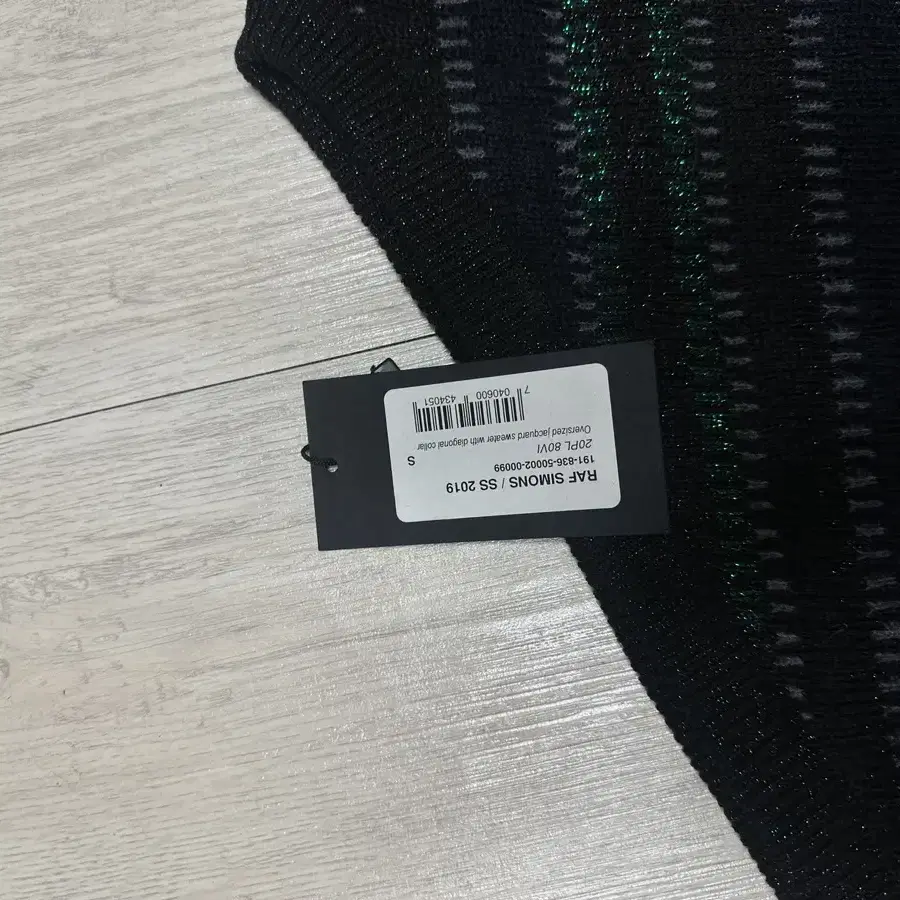 RAF SIMONS / SS 2019
191-836-50002-00099
20PL 80VI
S
Oversized jacquard sweater with diagonal collar
7 040600 434051